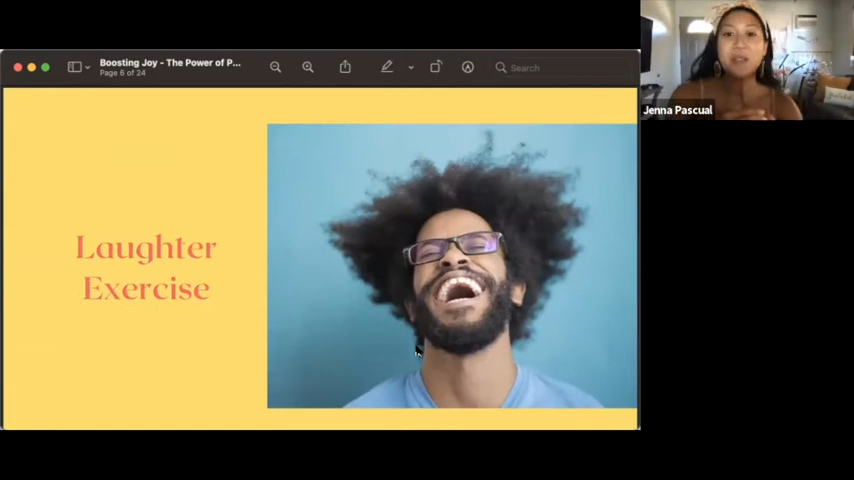 Boosting Joy - The Power of P...
Page 6 of 24
Search
Jenna Pascual
Laughter
Exercise